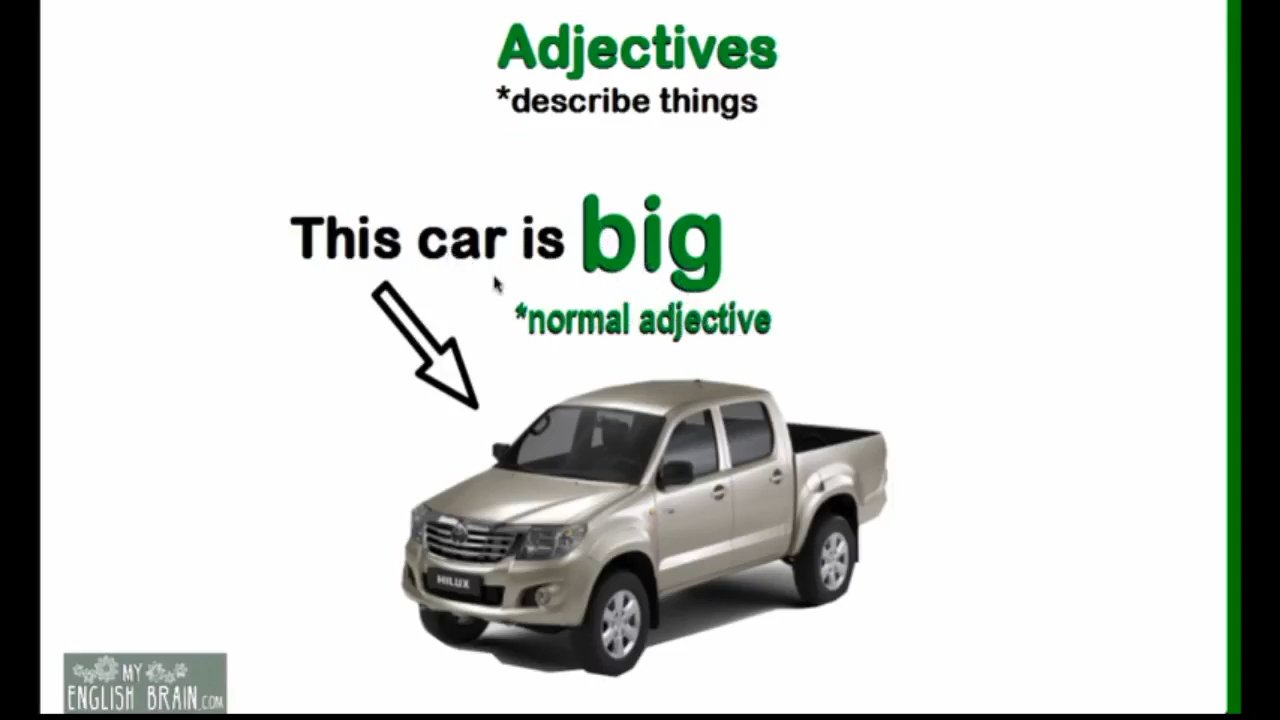 Adjectives
*describe things
This car is big
*normal adjective
HILUX
MY
ENGLISH BRAIN.COM